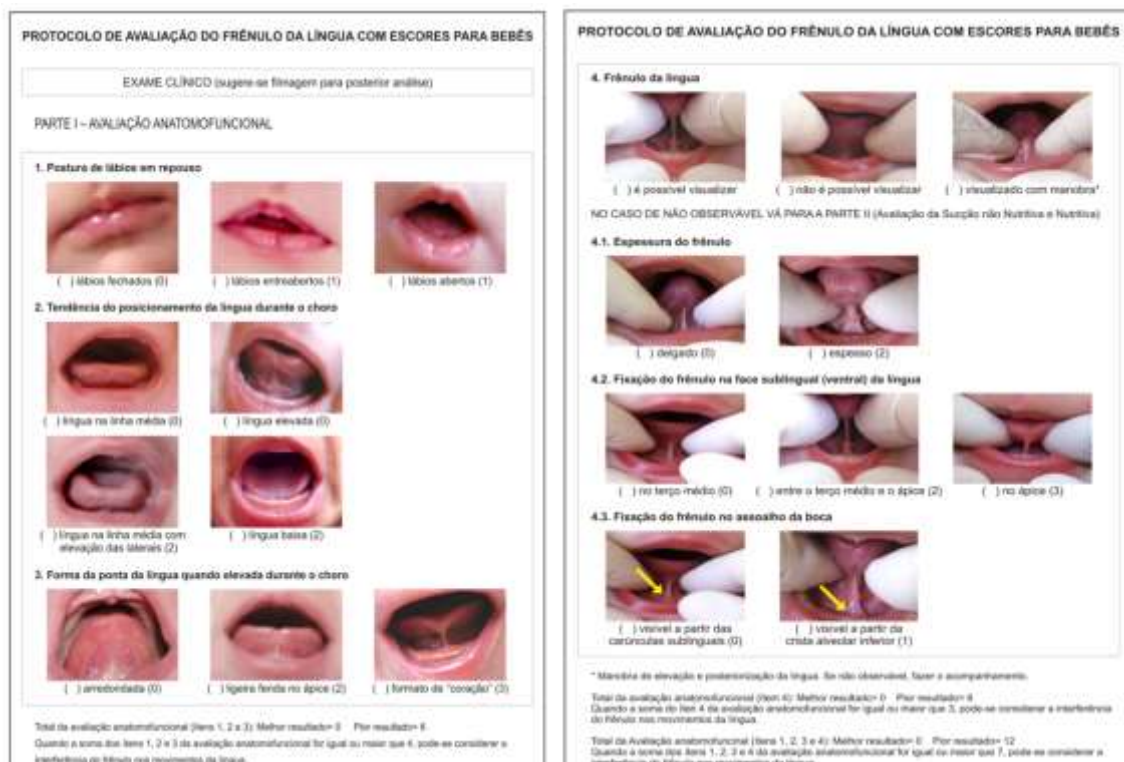 PROTOCOLO DE AVALIAÇÃO DO FRÊNULO DA LÍNGUA COM ESCORES PARA BEBÊS
EXAME CLÍNICO (sugere-se filmagem para posterior análise)
PARTE I – AVALIAÇÃO ANATOMOFUNCIONAL
1. Postura de lábios em repouso
( ) lábios fechados (0) ( ) lábios entreabertos (1) ( ) lábios abertos (1)
2. Tendência do posicionamento da língua durante o choro
( ) língua na linha média (0) ( ) língua elevada (0)
( ) língua na linha média com ( ) língua baixa (2)
elevação das laterais (2)
3. Forma da ponta da língua quando elevada durante o choro
( ) arredondada (0) ( ) ligeira fenda no ápice (2) ( ) formato de "coração" (3)
Total da avaliação anatomofuncional (itens 1, 2 e 3): Melhor resultado= 0 Pior resultado= 6
Quando a soma dos itens 1, 2 e 3 da avaliação anatomofuncional for igual ou maior que 4, pode-se considerar a
interferência do frênulo nos movimentos da língua.
PROTOCOLO DE AVALIAÇÃO DO FRÊNULO DA LÍNGUA COM ESCORES PARA BEBÊS
4. Frênulo da língua
( ) é possível visualizar ( ) não é possível visualizar ( ) visualizado com manobra*
NO CASO DE NÃO OBSERVÁVEL VÁ PARA A PARTE II (Avaliação da Sucção não Nutritiva e Nutritiva)
4.1. Espessura do frênulo
( ) delgado (0) ( ) espesso (2)
4.2. Fixação do frênulo na face sublingual (ventral) da língua
( ) no terço médio (0) ( ) entre o terço médio e o ápice (2) ( ) no ápice (3)
4.3. Fixação do frênulo no assoalho da boca
( ) visível a partir das ( ) visível a partir da
carúnculas sublinguais (0) crista alveolar inferior (1)
* Manobra de elevação e posteriorização da língua. Se não observável, fazer o acompanhamento.
Total da avaliação anatomofuncional (item 4): Melhor resultado= 0 Pior resultado= 6
Quando a soma do item 4 da avaliação anatomofuncional for igual ou maior que 3, pode-se considerar a interferência
do frênulo nos movimentos da língua.
Total da Avaliação anatomofuncional (itens 1, 2, 3 e 4): Melhor resultado= 0 Pior resultado= 12
Quando a soma dos itens 1, 2, 3 e 4 da avaliação anatomofuncional for igual ou maior que 7, pode-se considerar a
interferência do frênulo nos movimentos da língua.